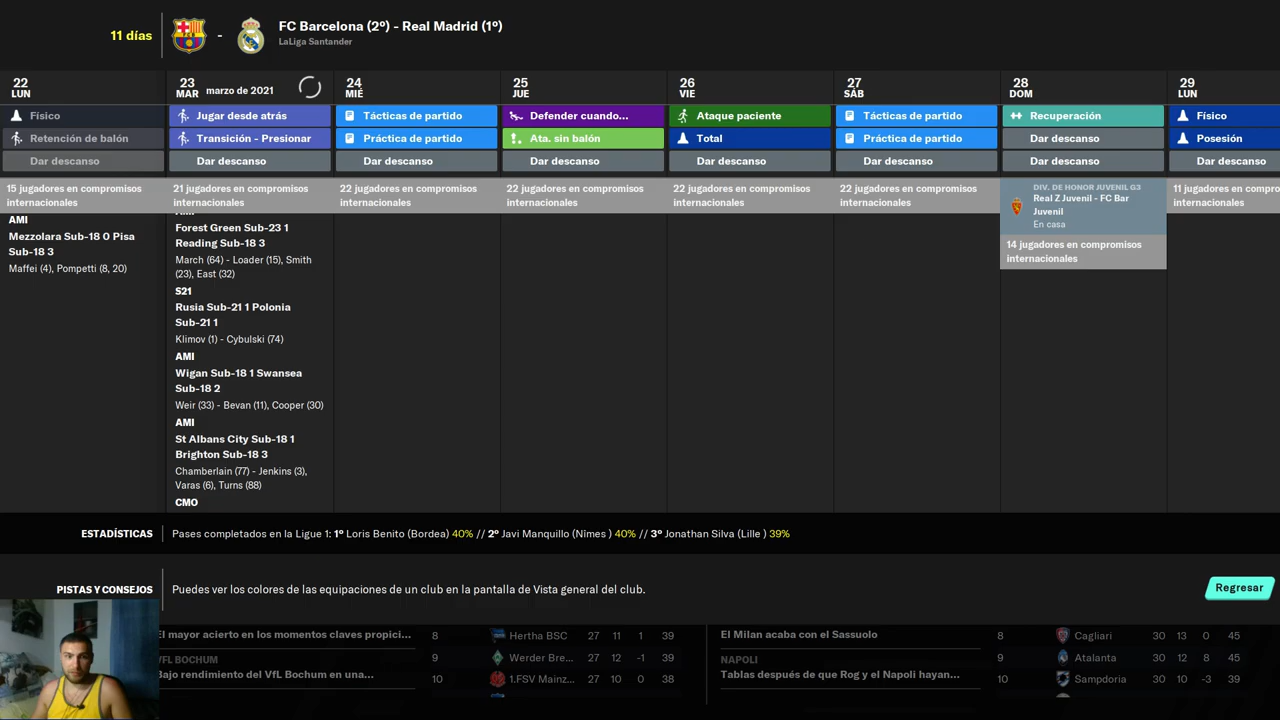 11 días
FC Barcelona (2º) - Real Madrid (1º)
LaLiga Santander
22
LUN
23
MAR
marzo de 2021
24
MIÉ
25
JUE
26
VIE
27
SÁB
28
DOM
29
LUN
Físico
Jugar desde atrás
Tácticas de partido
Defender cuando...
Ataque paciente
Tácticas de partido
Recuperación
Físico
Retención de balón
Transición - Presionar
Práctica de partido
Ata. sin balón
Total
Práctica de partido
Dar descanso
Posesión
Dar descanso
Dar descanso
Dar descanso
Dar descanso
Dar descanso
Dar descanso
Dar descanso
Dar descanso
15 jugadores en compromisos
internacionales
21 jugadores en compromisos
internacionales
22 jugadores en compromisos
internacionales
22 jugadores en compromisos
internacionales
22 jugadores en compromisos
internacionales
22 jugadores en compromisos
internacionales
DIV. DE HONOR JUVENIL G3
Real Z Juvenil - FC Bar
Juvenil
En casa
14 jugadores en compromisos
internacionales
11 jugadores en compro
internacionales
AMI
Mezzolara Sub-18 0 Pisa
Sub-18 3
Maffei (4), Pompetti (8, 20)
Forest Green Sub-23 1
Reading Sub-18 3
March (64) - Loader (15), Smith
(23), East (32)
S21
Rusia Sub-21 1 Polonia
Sub-21 1
Klimov (1) - Cybulski (74)
AMI
Wigan Sub-18 1 Swansea
Sub-18 2
Weir (33) - Bevan (11), Cooper (30)
AMI
St Albans City Sub-18 1
Brighton Sub-18 3
Chamberlain (77) - Jenkins (3),
Varas (6), Turns (88)
CMO
ESTADÍSTICAS
Pases completados en la Ligue 1: 1º Loris Benito (Bordea) 40% // 2º Javi Manquillo (Nimes ) 40% // 3º Jonathan Silva (Lille ) 39%
PISTAS Y CONSEJOS
Puedes ver los colores de las equipaciones de un club en la pantalla de Vista general del club.
Regresar
El mayor acierto en los momentos claves propici...
VFL BOCHUM
Bajo rendimiento del VfL Bochum en una...
8 Hertha BSC 27 11 1 39
9 Werder Bre... 27 12 -1 39
10 1.FSV Mainz... 27 10 0 38
El Milan acaba con el Sassuolo
NAPOLI
Tablas después de que Rog y el Napoli hayan...
8 Cagliari 30 13 0 45
9 Atalanta 30 12 8 45
10 Sampdoria 30 10 -3 39